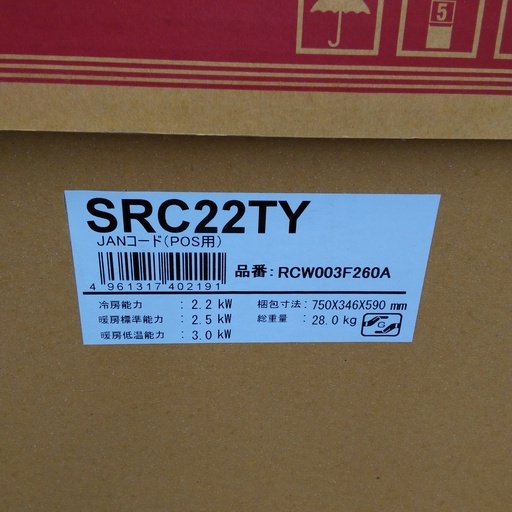 5
SRC22TY
JANコード(POS用)
4 961317 402191
品番: RCW003F260A
冷房能力 : 2.2 kW 梱包寸法 : 750X346X590 mm
暖房標準能力 : 2.5 kW 総重量 : 28.0 kg G
暖房低温能力 : 3.0 kW